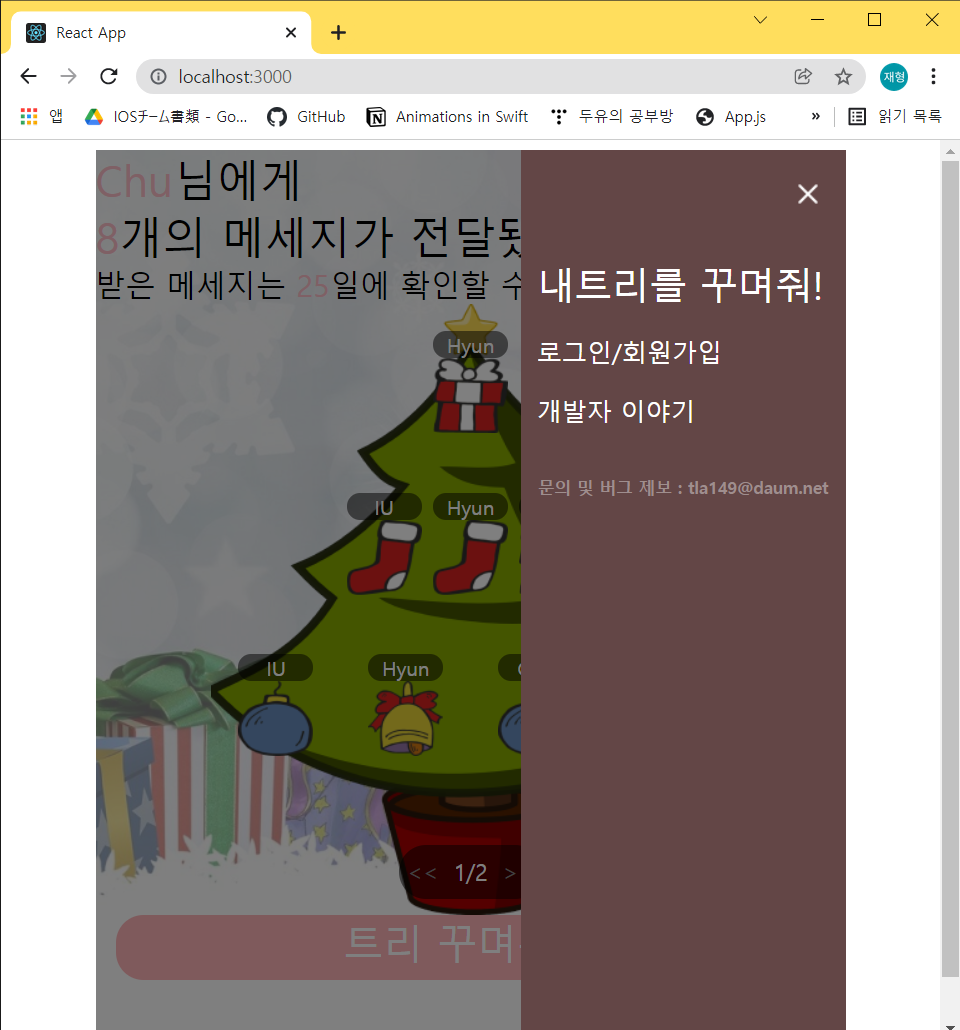 React App
localhost:3000
재형
앱 IOSﾁｰﾑ書類 - Go... GitHub Animations in Swift 두유의 공부방 App.js » 읽기 목록
Chu님에게
8개의 메세지가 전달됐
받은 메세지는 25일에 확인할 수
내트리를 꾸며줘!
로그인/회원가입
개발자 이야기
문의 및 버그 제보 : tla149@daum.net
Hyun
IU Hyun
IU Hyun
<< 1/2 >
트리 꾸며